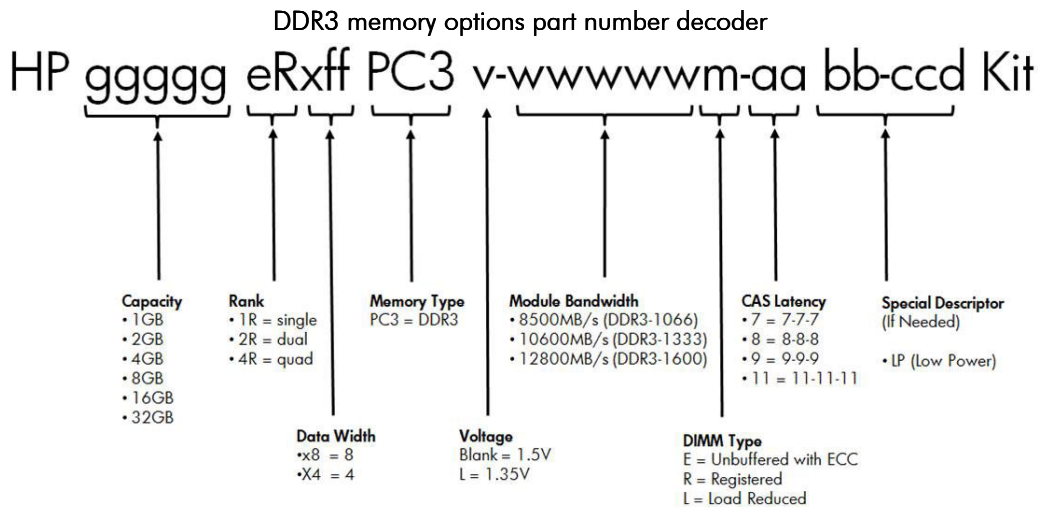 DDR3 memory options part number decoder
HP ggggg eRxff PC3 v-wwwwwm-aa bb-ccd Kit
Capacity
• 1GB
• 2GB
• 4GB
• 8GB
• 16GB
• 32GB
Rank
• 1R = single
• 2R = dual
• 4R = quad
Memory Type
PC3 = DDR3
Module Bandwidth
• 8500MB/s (DDR3-1066)
• 10600MB/s (DDR3-1333)
• 12800MB/s (DDR3-1600)
CAS Latency
• 7 = 7-7-7
• 8 = 8-8-8
• 9 = 9-9-9
• 11 = 11-11-11
Special Descriptor
(If Needed)
• LP (Low Power)
Data Width
•x8 = 8
•X4 = 4
Voltage
Blank = 1.5V
L = 1.35V
DIMM Type
E = Unbuffered with ECC
R = Registered
L = Load Reduced